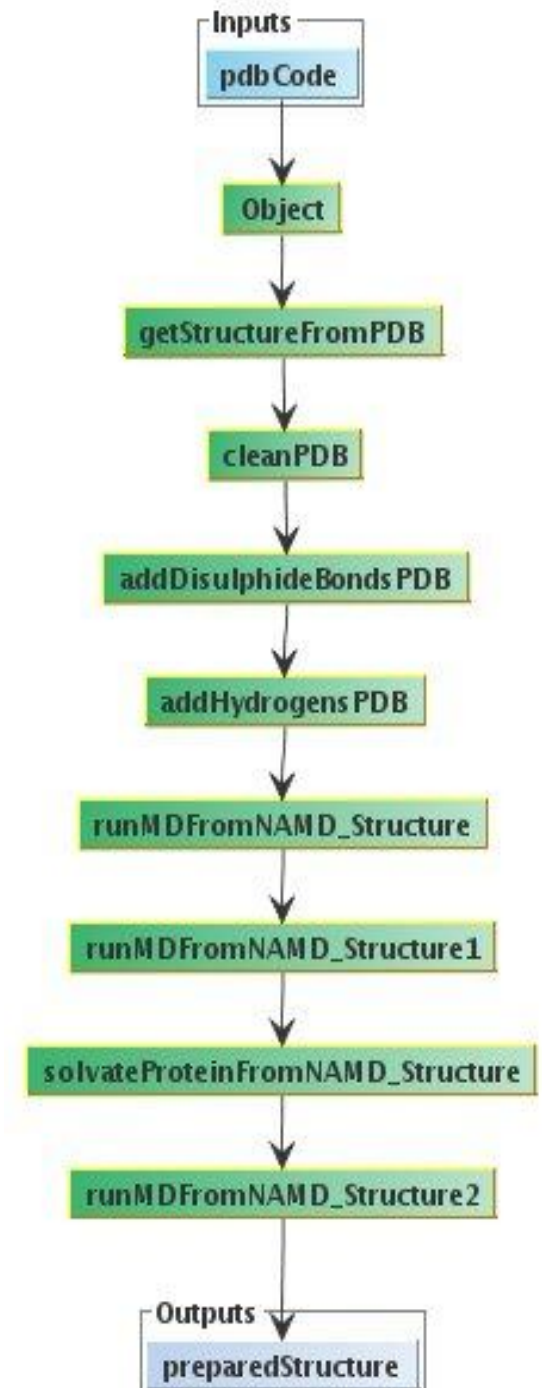 Inputs
pdbCode
Object
getStructureFromPDB
cleanPDB
addDisulphideBondsPDB
addHydrogensPDB
runMDFromNAMD_Structure
runMDFromNAMD_Structure1
solvateProteinFromNAMD_Structure
runMDFromNAMD_Structure2
Outputs
preparedStructure